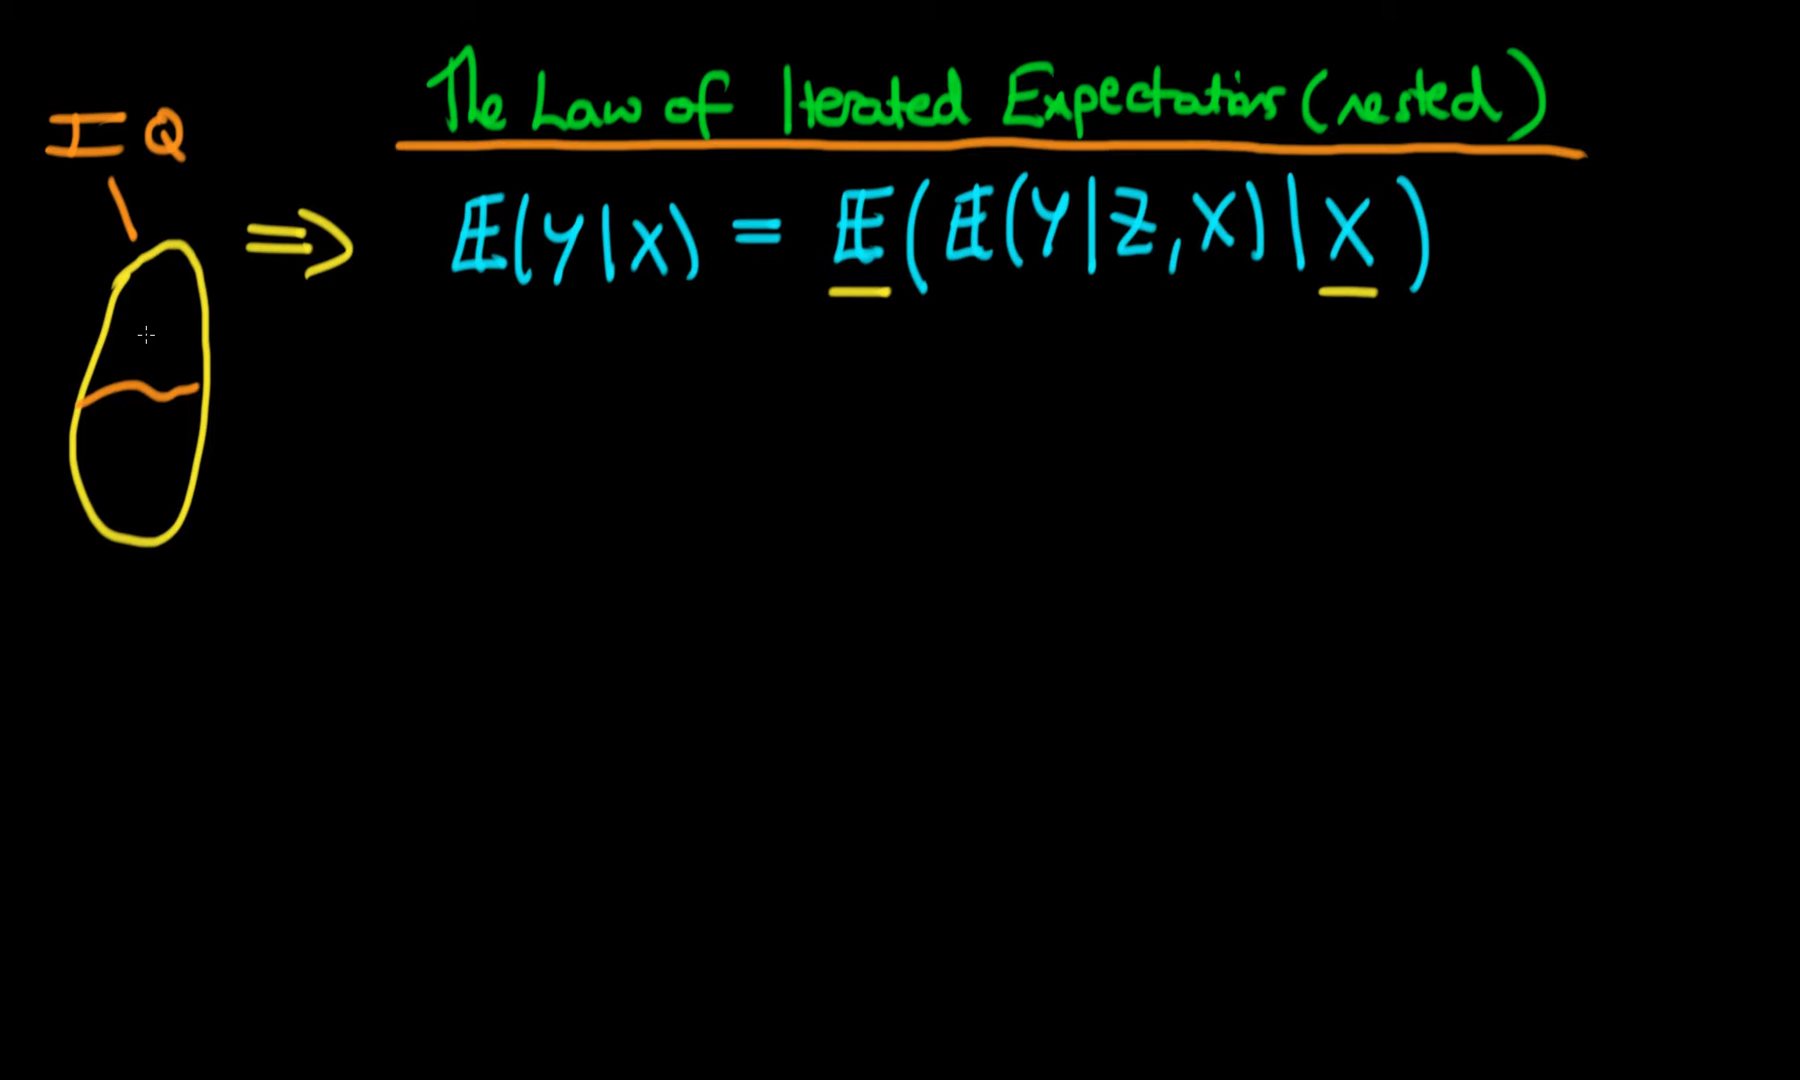 The Law of Iterated Expectations (nested)
IQ
⇒ 𝔼(Y|X) = 𝔼(𝔼(Y|Z,X)|X)